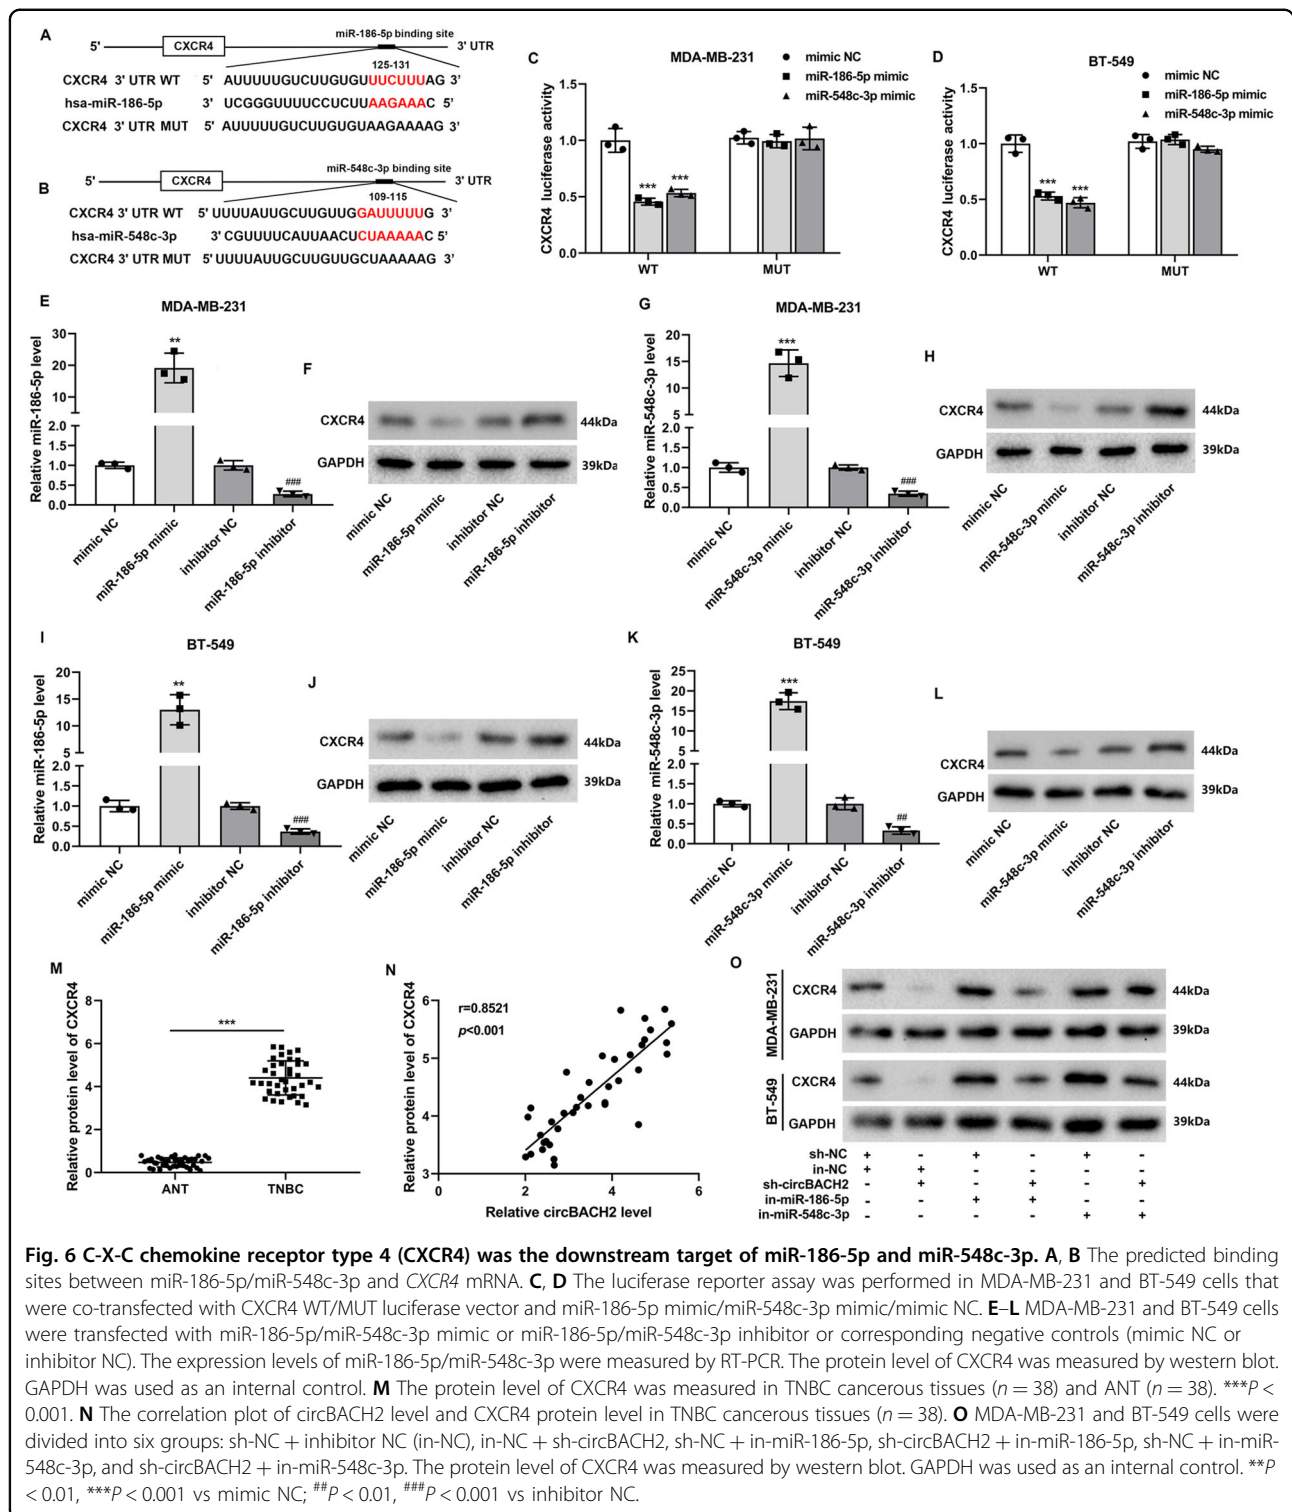 A
5' CXCR4 miR-186-5p binding site 3' UTR
125-131
CXCR4 3' UTR WT 5' AUUUUUGUCUUGUGUUUCUUUAG 3'
hsa-miR-186-5p 3' UCGGGUUUUCCUCUUAAGAAAC 5'
CXCR4 3' UTR MUT 5' AUUUUUGUCUUGUGUAAGAAAAG 3'
B
5' CXCR4 miR-548c-3p binding site 3' UTR
109-115
CXCR4 3' UTR WT 5' UUUUAUUGCUUGUUGGAUUUUUG 3'
hsa-miR-548c-3p 3' CGUUUUCAUUAACUCUAAAAAC 5'
CXCR4 3' UTR MUT 5' UUUUAUUGCUUGUUGCUAAAAAG 3'
C
MDA-MB-231
mimic NC
miR-186-5p mimic
miR-548c-3p mimic
CXCR4 luciferase activity
1.5
1.0
0.5
0.0
*** ***
WT MUT
D
BT-549
mimic NC
miR-186-5p mimic
miR-548c-3p mimic
CXCR4 luciferase activity
1.5
1.0
0.5
0.0
*** ***
WT MUT
E
MDA-MB-231
Relative miR-186-5p level
30
20
10
2.0
1.5
1.0
0.5
0.0
**
###
mimic NC
miR-186-5p mimic
inhibitor NC
miR-186-5p inhibitor
F
CXCR4 44kDa
GAPDH 39kDa
mimic NC
miR-186-5p mimic
inhibitor NC
miR-186-5p inhibitor
G
MDA-MB-231
Relative miR-548c-3p level
20
15
10
5
2.0
1.5
1.0
0.5
0.0
***
###
mimic NC
miR-548c-3p mimic
inhibitor NC
miR-548c-3p inhibitor
H
CXCR4 44kDa
GAPDH 39kDa
mimic NC
miR-548c-3p mimic
inhibitor NC
miR-548c-3p inhibitor
I
BT-549
Relative miR-186-5p level
20
15
10
5
2.0
1.5
1.0
0.5
0.0
**
###
mimic NC
miR-186-5p mimic
inhibitor NC
miR-186-5p inhibitor
J
CXCR4 44kDa
GAPDH 39kDa
mimic NC
miR-186-5p mimic
inhibitor NC
miR-186-5p inhibitor
K
BT-549
Relative miR-548c-3p level
25
20
15
10
5
2.0
1.5
1.0
0.5
0.0
***
##
mimic NC
miR-548c-3p mimic
inhibitor NC
miR-548c-3p inhibitor
L
CXCR4 44kDa
GAPDH 39kDa
mimic NC
miR-548c-3p mimic
inhibitor NC
miR-548c-3p inhibitor
M
Relative protein level of CXCR4
8
6
4
2
0
***
ANT TNBC
N
Relative protein level of CXCR4
6
5
4
3
r=0.8521
p<0.001
0 2 4 6
Relative circBACH2 level
O
MDA-MB-231
CXCR4 44kDa
GAPDH 39kDa
BT-549
CXCR4 44kDa
GAPDH 39kDa
sh-NC + - + - + -
in-NC + + - - - -
sh-circBACH2 - + - + - +
in-miR-186-5p - - + + - -
in-miR-548c-3p - - - - + +
Fig. 6 C-X-C chemokine receptor type 4 (CXCR4) was the downstream target of miR-186-5p and miR-548c-3p. A, B The predicted binding
sites between miR-186-5p/miR-548c-3p and CXCR4 mRNA. C, D The luciferase reporter assay was performed in MDA-MB-231 and BT-549 cells that
were co-transfected with CXCR4 WT/MUT luciferase vector and miR-186-5p mimic/miR-548c-3p mimic/mimic NC. E–L MDA-MB-231 and BT-549 cells
were transfected with miR-186-5p/miR-548c-3p mimic or miR-186-5p/miR-548c-3p inhibitor or corresponding negative controls (mimic NC or
inhibitor NC). The expression levels of miR-186-5p/miR-548c-3p were measured by RT-PCR. The protein level of CXCR4 was measured by western blot.
GAPDH was used as an internal control. M The protein level of CXCR4 was measured in TNBC cancerous tissues (n = 38) and ANT (n = 38). ***P <
0.001. N The correlation plot of circBACH2 level and CXCR4 protein level in TNBC cancerous tissues (n = 38). O MDA-MB-231 and BT-549 cells were
divided into six groups: sh-NC + inhibitor NC (in-NC), in-NC + sh-circBACH2, sh-NC + in-miR-186-5p, sh-circBACH2 + in-miR-186-5p, sh-NC + in-miR-
548c-3p, and sh-circBACH2 + in-miR-548c-3p. The protein level of CXCR4 was measured by western blot. GAPDH was used as an internal control. **P
< 0.01, ***P < 0.001 vs mimic NC; ##P < 0.01, ###P < 0.001 vs inhibitor NC.